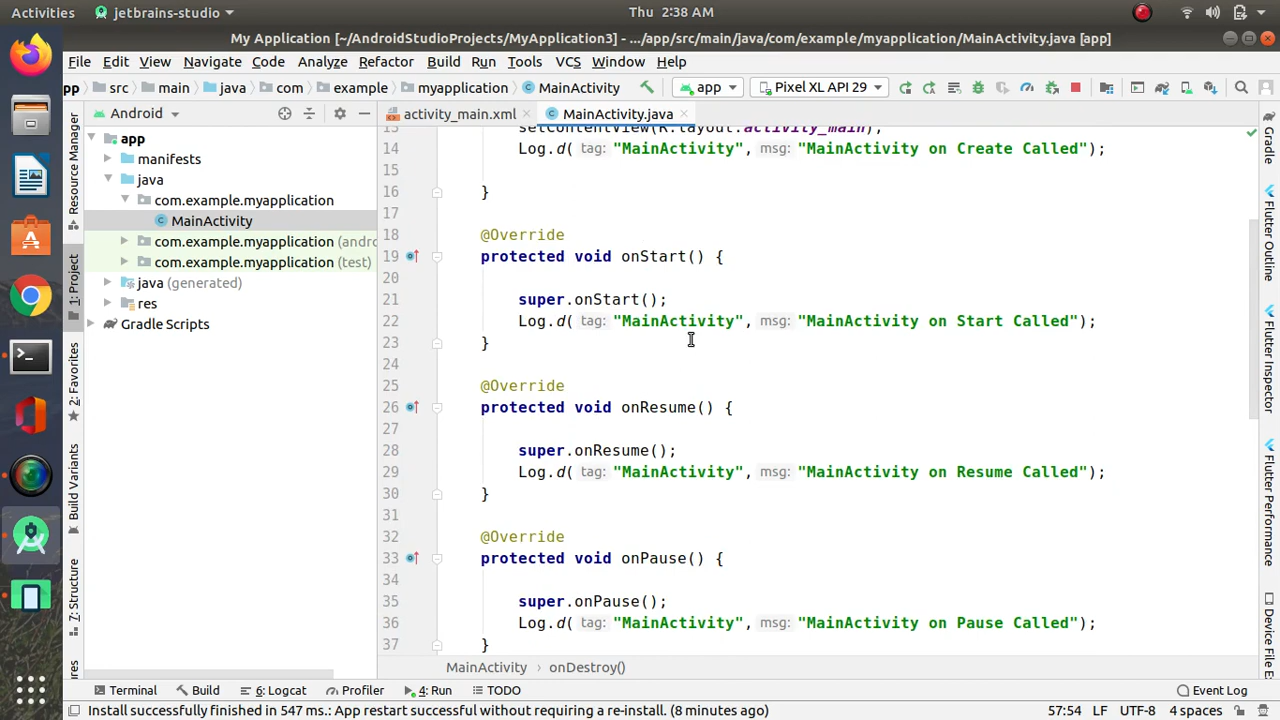 Activities jetbrains-studio Thu 2:38 AM
My Application [~/AndroidStudioProjects/MyApplication3] - .../app/src/main/java/com/example/myapplication/MainActivity.java [app]
File Edit View Navigate Code Analyze Refactor Build Run Tools VCS Window Help
pp src main java com example myapplication MainActivity app Pixel XL API 29
Resource Manager
1: Project
2: Favorites
Build Variants
7: Structure
Android
app
manifests
java
com.example.myapplication
MainActivity
com.example.myapplication (andro
com.example.myapplication (test)
java (generated)
res
Gradle Scripts
activity_main.xml MainActivity.java
13 setContentView(R.layout.activity_main);
14 Log.d( tag: "MainActivity", msg: "MainActivity on Create Called");
15
16 }
17
18 @Override
19 protected void onStart() {
20
21 super.onStart();
22 Log.d( tag: "MainActivity", msg: "MainActivity on Start Called");
23 }
24
25 @Override
26 protected void onResume() {
27
28 super.onResume();
29 Log.d( tag: "MainActivity", msg: "MainActivity on Resume Called");
30 }
31
32 @Override
33 protected void onPause() {
34
35 super.onPause();
36 Log.d( tag: "MainActivity", msg: "MainActivity on Pause Called");
37 }
MainActivity › onDestroy()
Gradle
Flutter Outline
Flutter Inspector
Flutter Performance
Device File E
Terminal Build 6: Logcat Profiler 4: Run TODO Event Log
Install successfully finished in 547 ms.: App restart successful without requiring a re-install. (8 minutes ago) 57:54 LF UTF-8 4 spaces